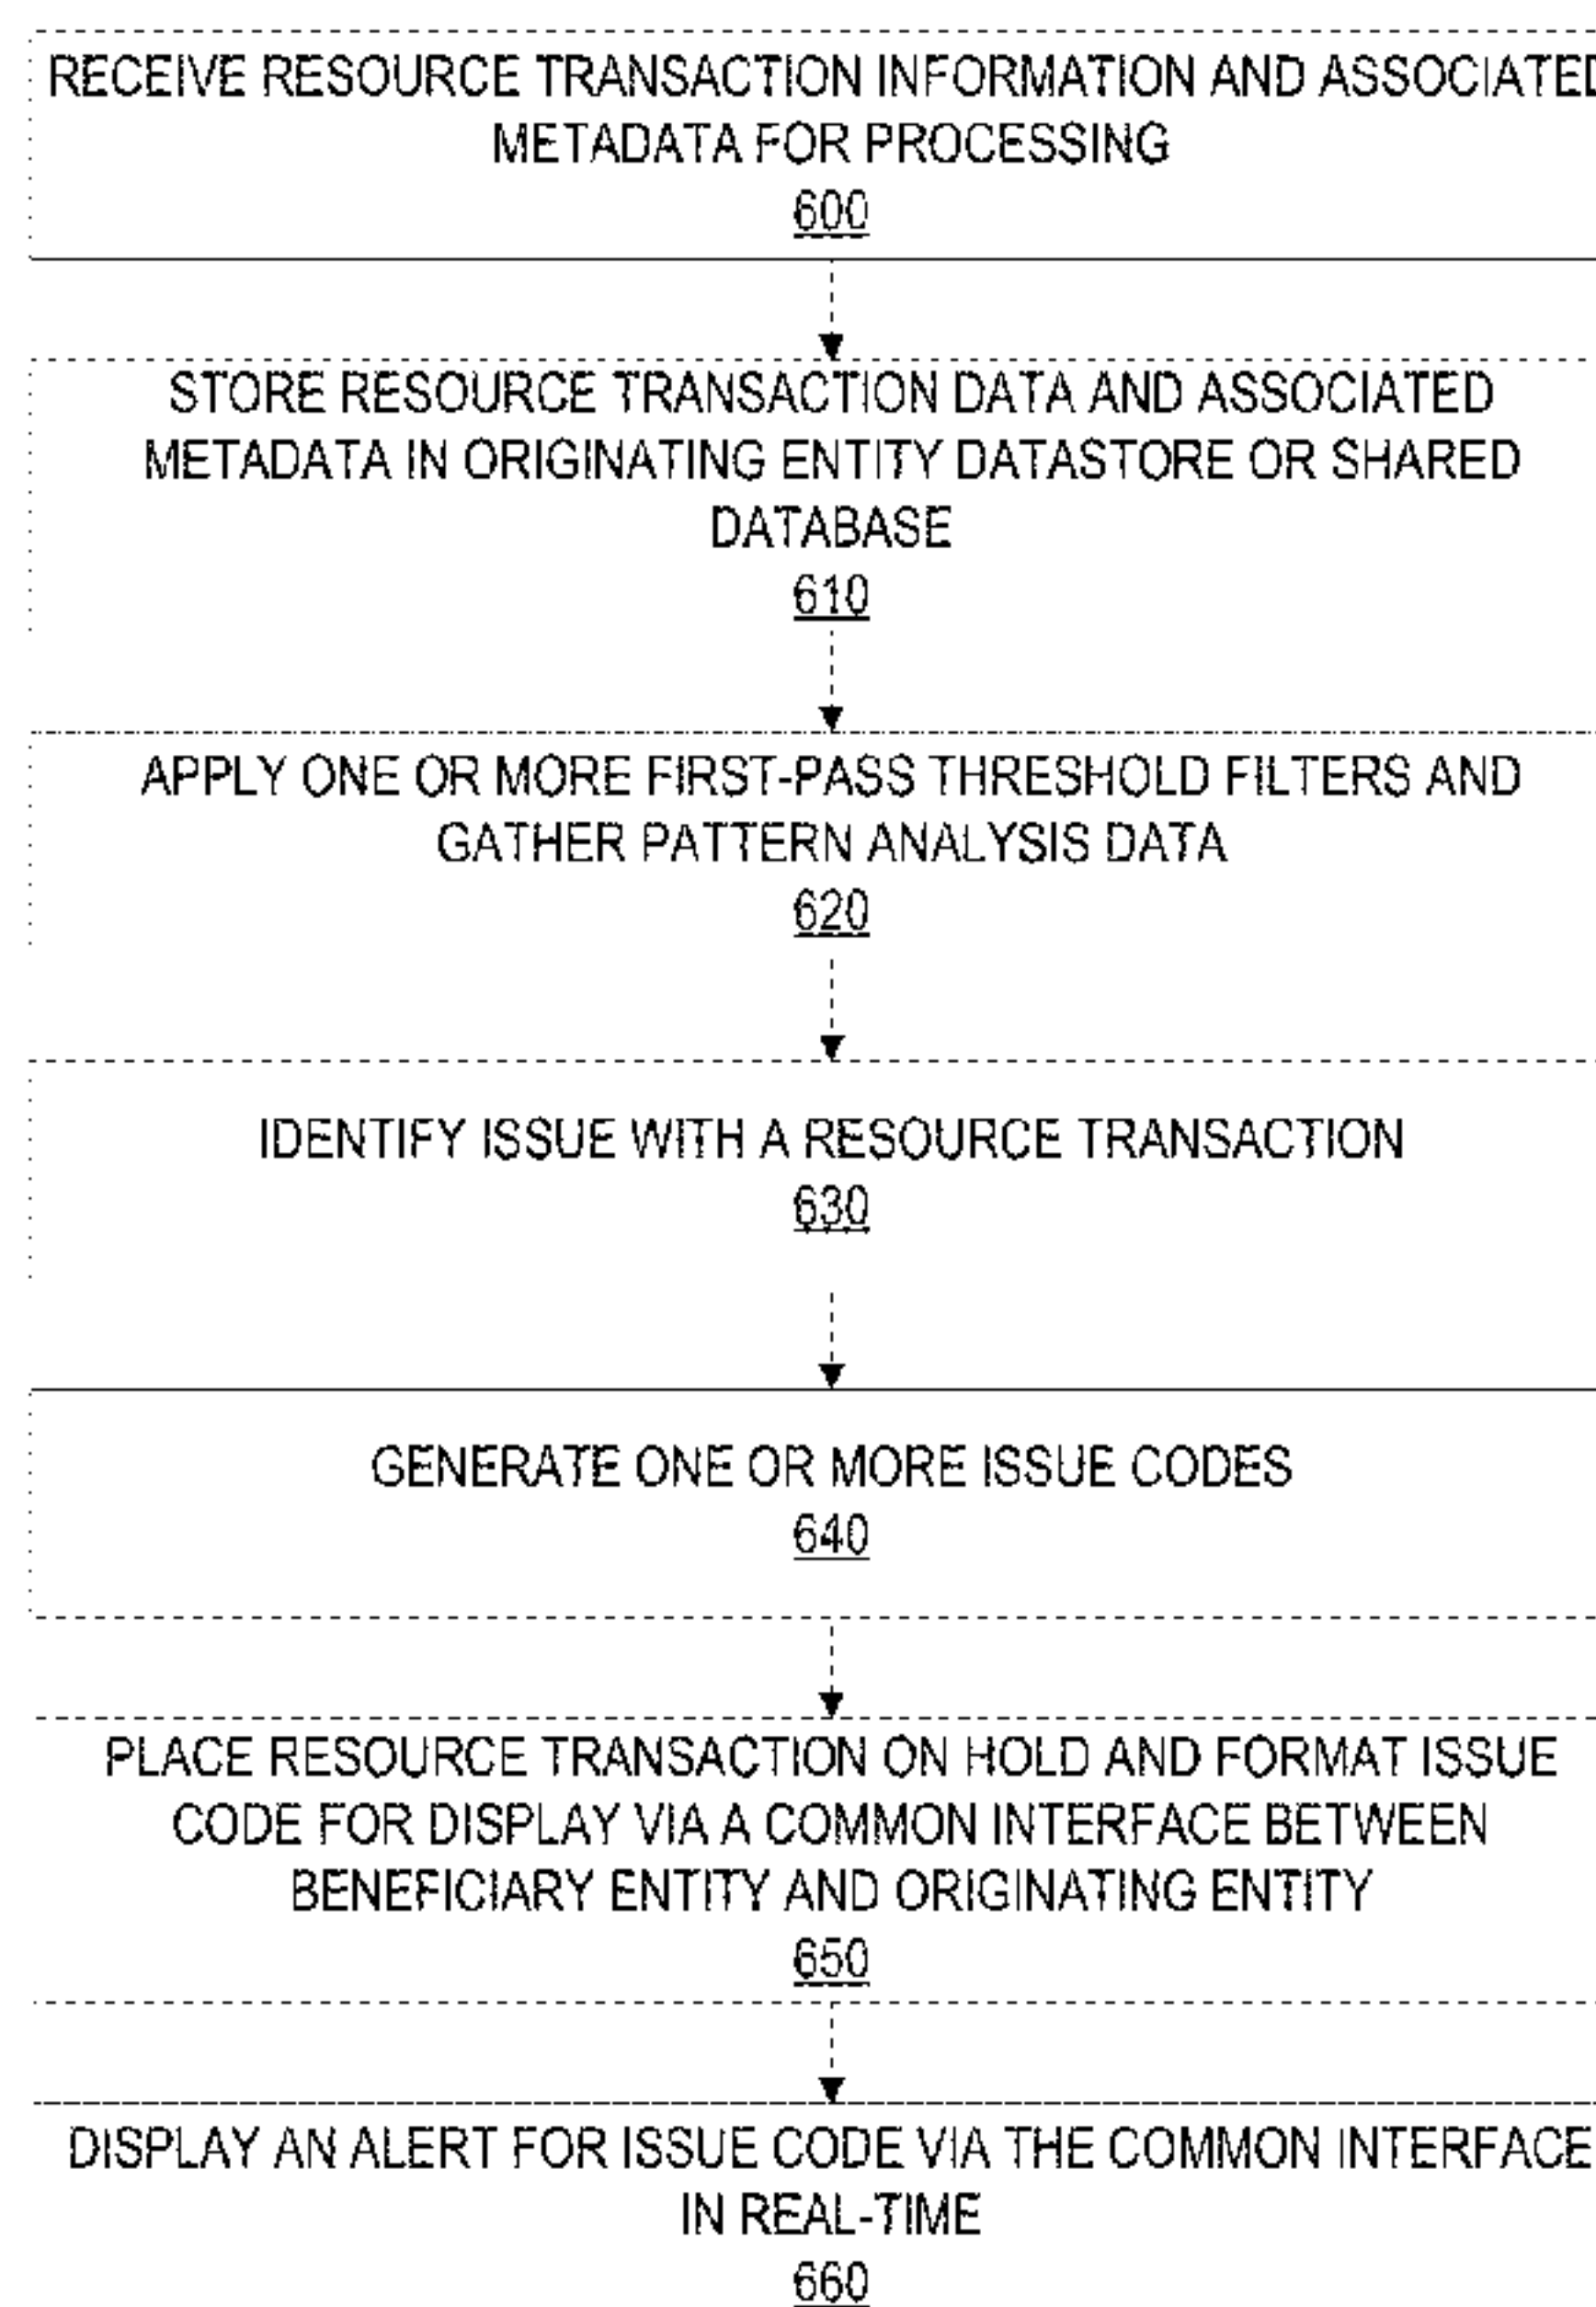 RECEIVE RESOURCE TRANSACTION INFORMATION AND ASSOCIATED
METADATA FOR PROCESSING
600
STORE RESOURCE TRANSACTION DATA AND ASSOCIATED
METADATA IN ORIGINATING ENTITY DATASTORE OR SHARED
DATABASE
610
APPLY ONE OR MORE FIRST-PASS THRESHOLD FILTERS AND
GATHER PATTERN ANALYSIS DATA
620
IDENTIFY ISSUE WITH A RESOURCE TRANSACTION
630
GENERATE ONE OR MORE ISSUE CODES
640
PLACE RESOURCE TRANSACTION ON HOLD AND FORMAT ISSUE
CODE FOR DISPLAY VIA A COMMON INTERFACE BETWEEN
BENEFICIARY ENTITY AND ORIGINATING ENTITY
650
DISPLAY AN ALERT FOR ISSUE CODE VIA THE COMMON INTERFACE
IN REAL-TIME
660